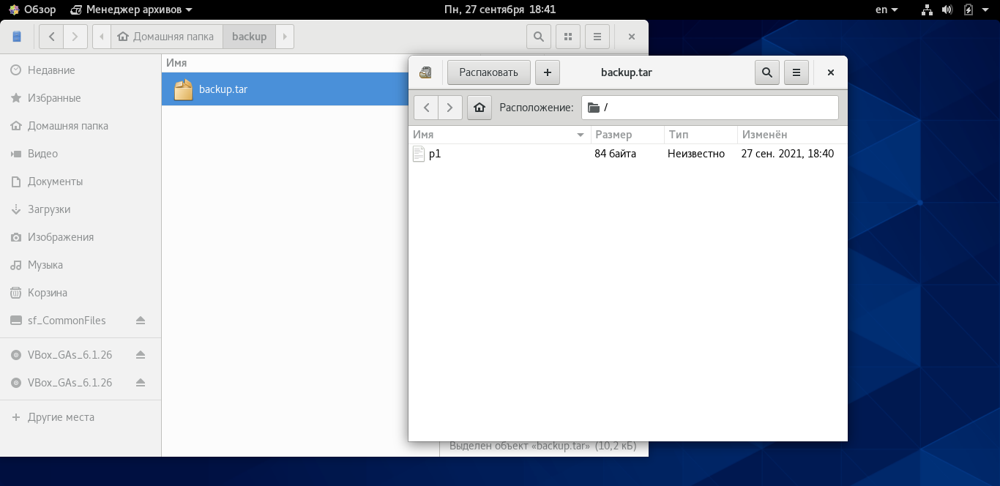 Обзор Менеджер архивов Пн, 27 сентября 18:41 en
Домашняя папка backup
Имя
Недавние
Избранные
Домашняя папка
Видео
Документы
Загрузки
Изображения
Музыка
Корзина
sf_CommonFiles
VBox_GAs_6.1.26
VBox_GAs_6.1.26
Другие места
backup.tar
Выделен объект «backup.tar» (10,2 кБ)
Распаковать + backup.tar
Расположение: /
Имя Размер Тип Изменён
p1 84 байта Неизвестно 27 сен. 2021, 18:40